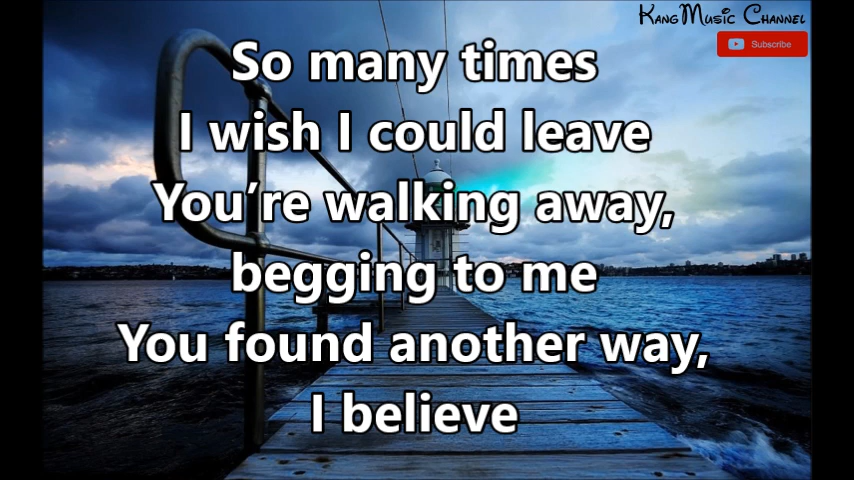 KangMusic Channel
Subscribe
So many times
I wish I could leave
You're walking away,
begging to me
You found another way,
I believe